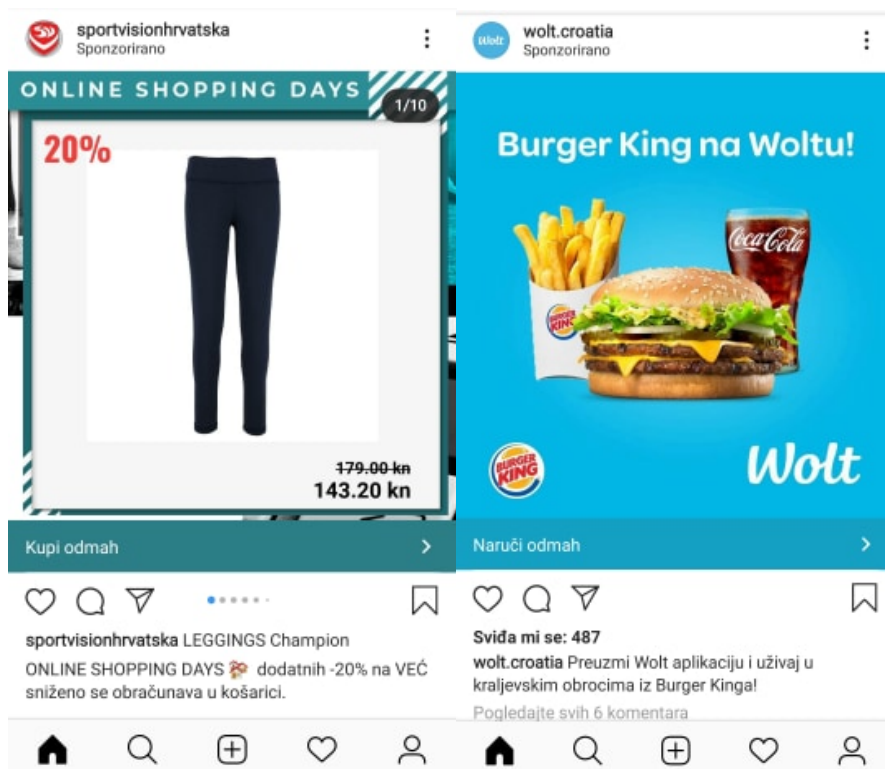 sportvisionhrvatska
Sponzorirano
ONLINE SHOPPING DAYS
1/10
20%
179.00 kn
143.20 kn
Kupi odmah
sportvisionhrvatska LEGGINGS Champion
ONLINE SHOPPING DAYS dodatnih -20% na VEĆ
sniženo se obračunava u košarici.
Wolt
wolt.croatia
Sponzorirano
Burger King na Woltu!
Coca-Cola
BURGER
KING
BURGER
KING
Wolt
Naruči odmah
Sviđa mi se: 487
wolt.croatia Preuzmi Wolt aplikaciju i uživaj u
kraljevskim obrocima iz Burger Kinga!
Pogledajte svih 6 komentara